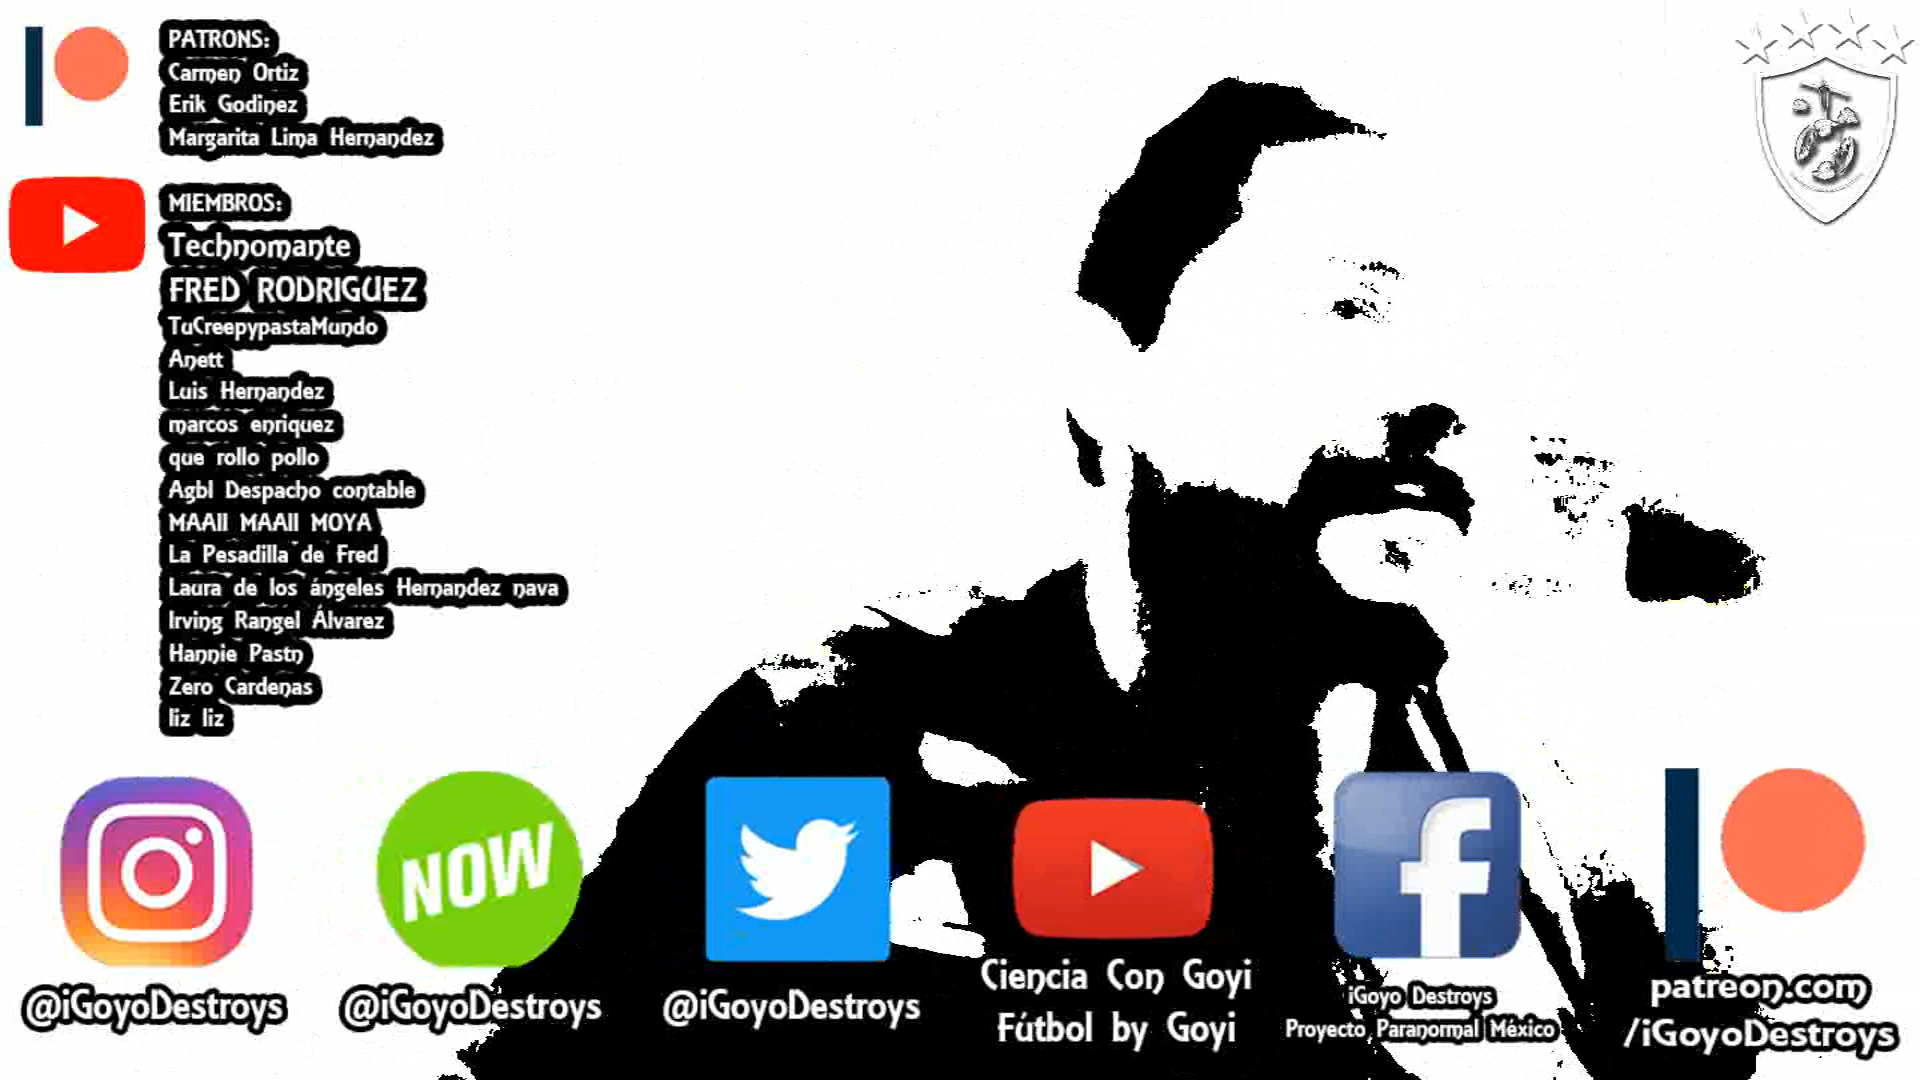 PATRONS:
Carmen Ortiz
Erik Godinez
Margarita Lima Hernandez
MIEMBROS:
Technomante
FRED RODRIGUEZ
TuCreepypastaMundo
Anett
Luis Hernandez
marcos enriquez
que rollo pollo
Agbl Despacho contable
MAAll MAAll MOYA
La Pesadilla de Fred
Laura de los ángeles Hernandez nava
Irving Rangel Álvarez
Hannie Pastn
Zero Cardenas
liz liz
NOW
@iGoyoDestroys
@iGoyoDestroys
@iGoyoDestroys
Ciencia Con Goyi
Fútbol by Goyi
iGoyo Destroys
Proyecto Paranormal México
patreon.com
/iGoyoDestroys